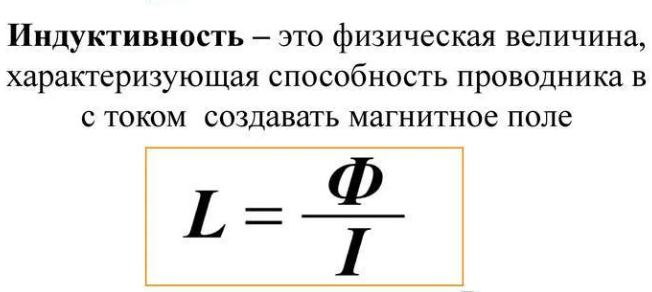 Индуктивность – это физическая величина,
характеризующая способность проводника в
с током создавать магнитное поле
L = Ф / I